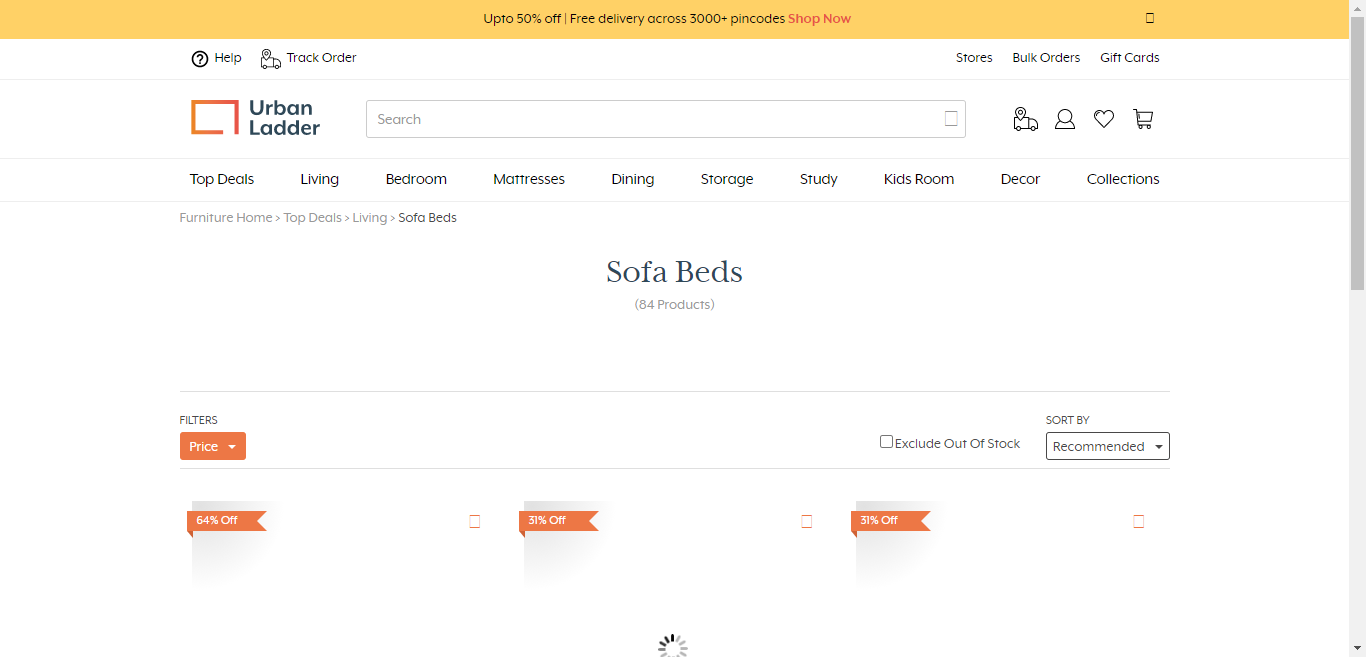 Upto 50% off | Free delivery across 3000+ pincodes Shop Now
Help
Track Order
Stores
Bulk Orders
Gift Cards
Urban
Ladder
Search
Top Deals
Living
Bedroom
Mattresses
Dining
Storage
Study
Kids Room
Decor
Collections
Furniture Home > Top Deals > Living > Sofa Beds
Sofa Beds
(84 Products)
FILTERS
SORT BY
Price
Exclude Out Of Stock
Recommended
64% Off
31% Off
31% Off